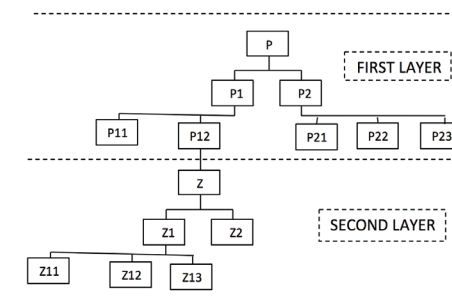 P
FIRST LAYER
P1
P2
P11
P12
P21
P22
P23
Z
Z1
Z2
SECOND LAYER
Z11
Z12
Z13